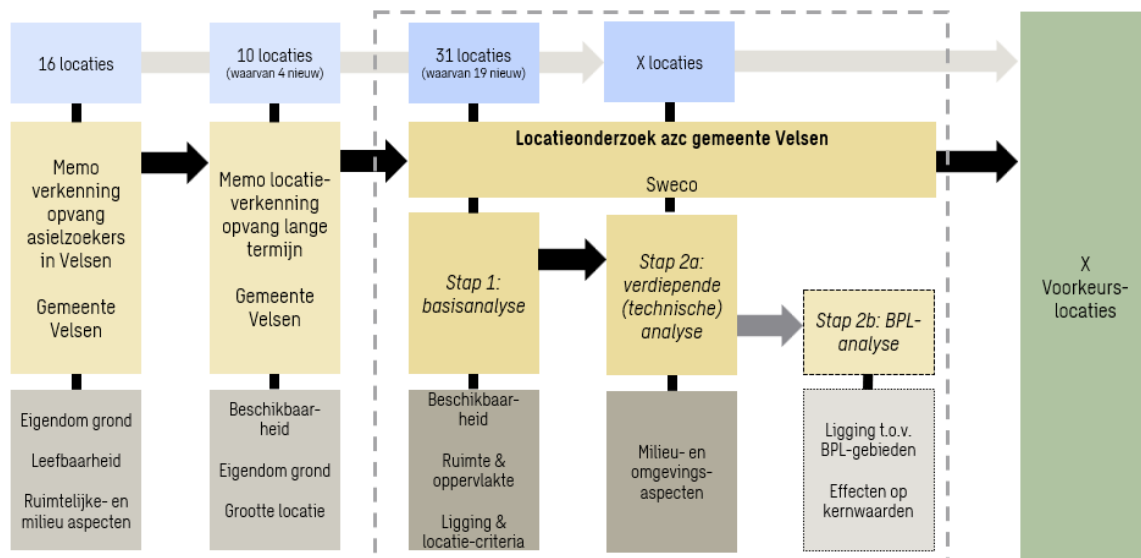 16 locaties
10 locaties
(waarvan 4 nieuw)
31 locaties
(waarvan 19 nieuw)
X locaties
Memo
verkenning
opvang
asielzoekers
in Velsen
Gemeente
Velsen
Memo locatie-
verkenning
opvang lange
termijn
Gemeente
Velsen
Locatieonderzoek azc gemeente Velsen
Sweco
Stap 1:
basisanalyse
Stap 2a:
verdiepende
(technische)
analyse
Stap 2b: BPL-
analyse
X
Voorkeurs-
locaties
Eigendom grond
Leefbaarheid
Ruimtelijke- en
milieu aspecten
Beschikbaar-
heid
Eigendom grond
Grootte locatie
Beschikbaar-
heid
Ruimte &
oppervlakte
Ligging &
locatie-criteria
Milieu- en
omgevings-
aspecten
Ligging t.o.v.
BPL-gebieden
Effecten op
kernwaarden